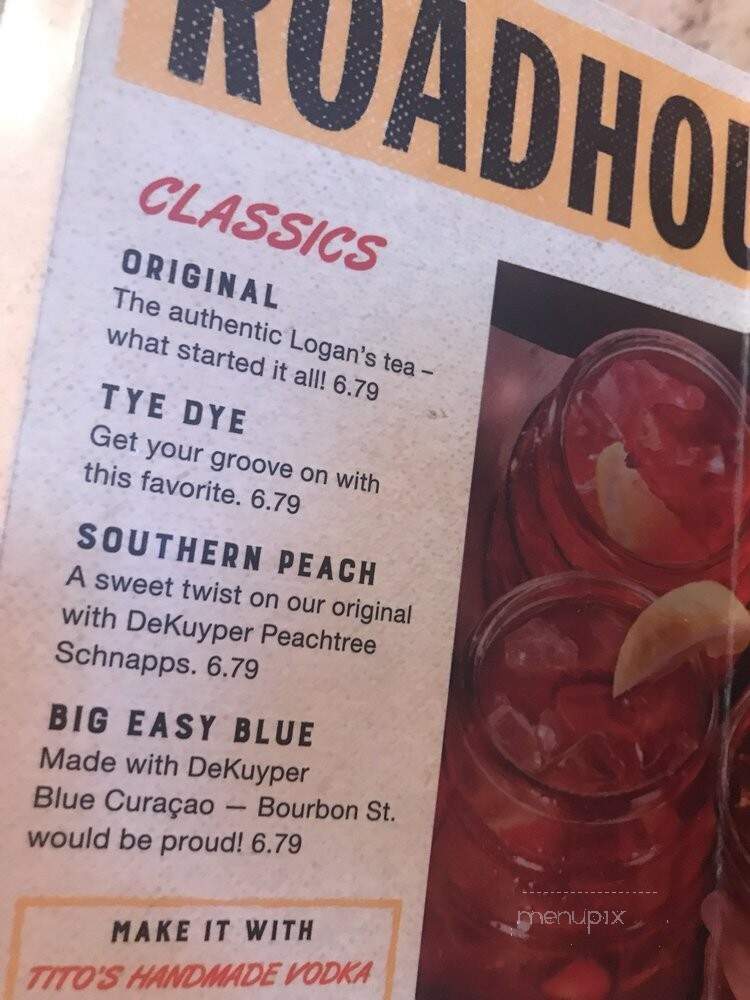 ROADHOU
CLASSICS
ORIGINAL
The authentic Logan's tea –
what started it all! 6.79
TYE DYE
Get your groove on with
this favorite. 6.79
SOUTHERN PEACH
A sweet twist on our original
with DeKuyper Peachtree
Schnapps. 6.79
BIG EASY BLUE
Made with DeKuyper
Blue Curaçao — Bourbon St.
would be proud! 6.79
MAKE IT WITH
TITO'S HANDMADE VODKA
menupix